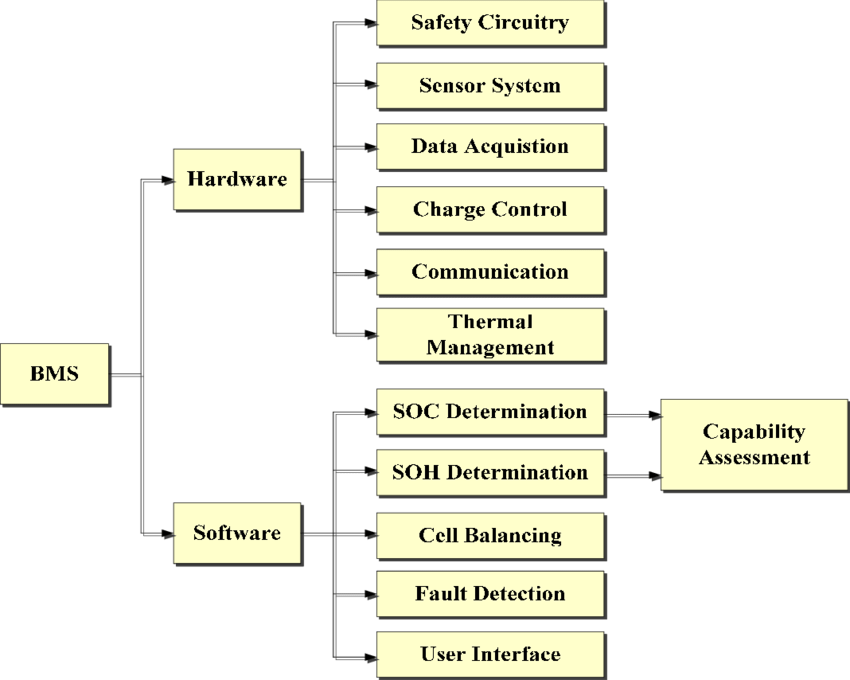 Safety Circuitry
Sensor System
Data Acquistion
Hardware
Charge Control
Communication
Thermal
Management
BMS
SOC Determination
Capability
Assessment
SOH Determination
Software
Cell Balancing
Fault Detection
User Interface